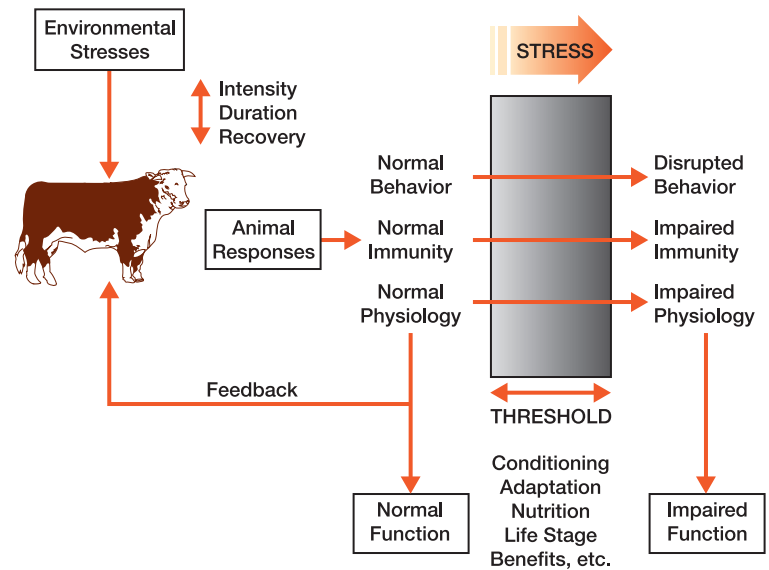 Environmental
Stresses
Intensity
Duration
Recovery
STRESS
Normal
Behavior
Disrupted
Behavior
Animal
Responses
Normal
Immunity
Impaired
Immunity
Normal
Physiology
Impaired
Physiology
Feedback
THRESHOLD
Conditioning
Adaptation
Nutrition
Life Stage
Benefits, etc.
Normal
Function
Impaired
Function